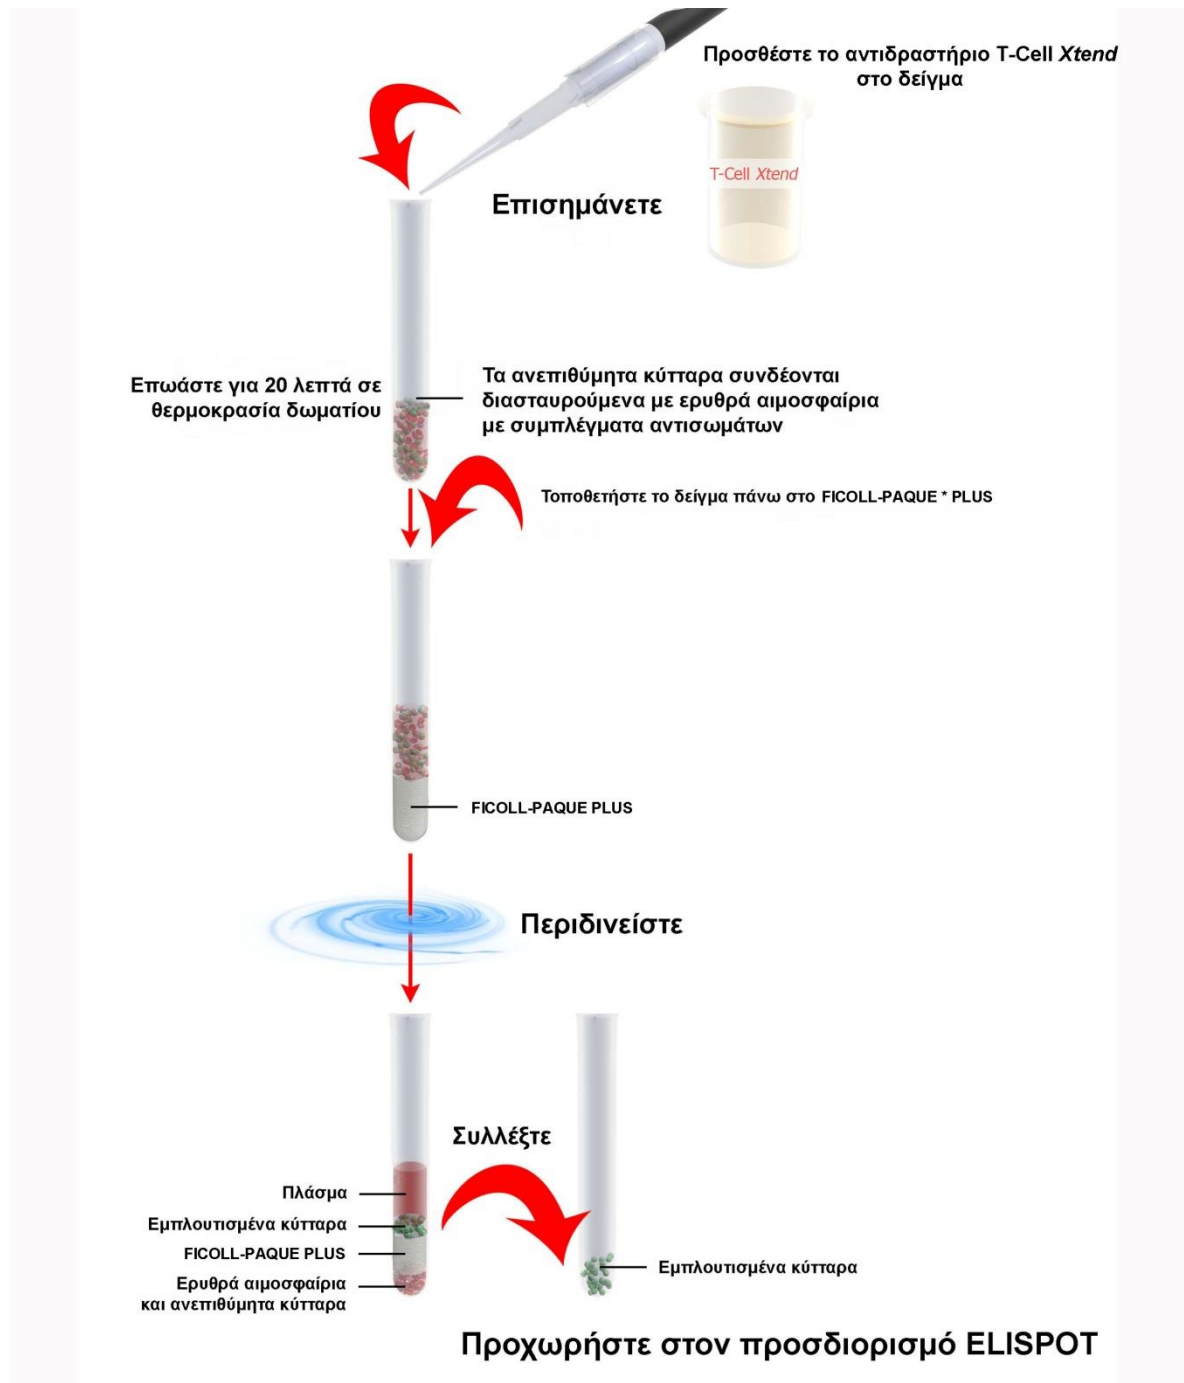 Προσθέστε το αντιδραστήριο T-Cell Xtend
στο δείγμα
T-Cell Xtend
Επισημάνετε
Επωάστε για 20 λεπτά σε
θερμοκρασία δωματίου
Τα ανεπιθύμητα κύτταρα συνδέονται
διασταυρούμενα με ερυθρά αιμοσφαίρια
με συμπλέγματα αντισωμάτων
Τοποθετήστε το δείγμα πάνω στο FICOLL-PAQUE * PLUS
FICOLL-PAQUE PLUS
Περιδινείστε
Συλλέξτε
Πλάσμα
Εμπλουτισμένα κύτταρα
FICOLL-PAQUE PLUS
Ερυθρά αιμοσφαίρια
και ανεπιθύμητα κύτταρα
Εμπλουτισμένα κύτταρα
Προχωρήστε στον προσδιορισμό ELISPOT